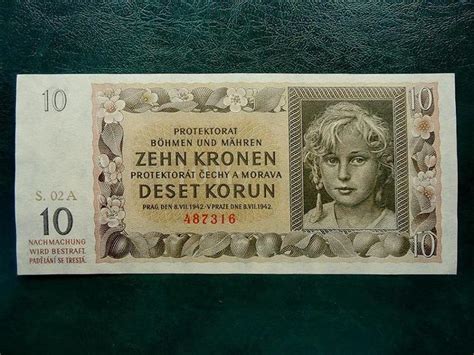 10
10
PROTEKTORAT
BÖHMEN UND MÄHREN
ZEHN KRONEN
PROTEKTORÁT ČECHY A MORAVA
DESET KORUN
PRAG, DEN 8.VII.1942. V PRAZE DNE 8.VII.1942.
487316
S. 02 A
10
NACHMACHUNG
WIRD BESTRAFT.
PADĚLÁNÍ SE TRESTÁ.
10